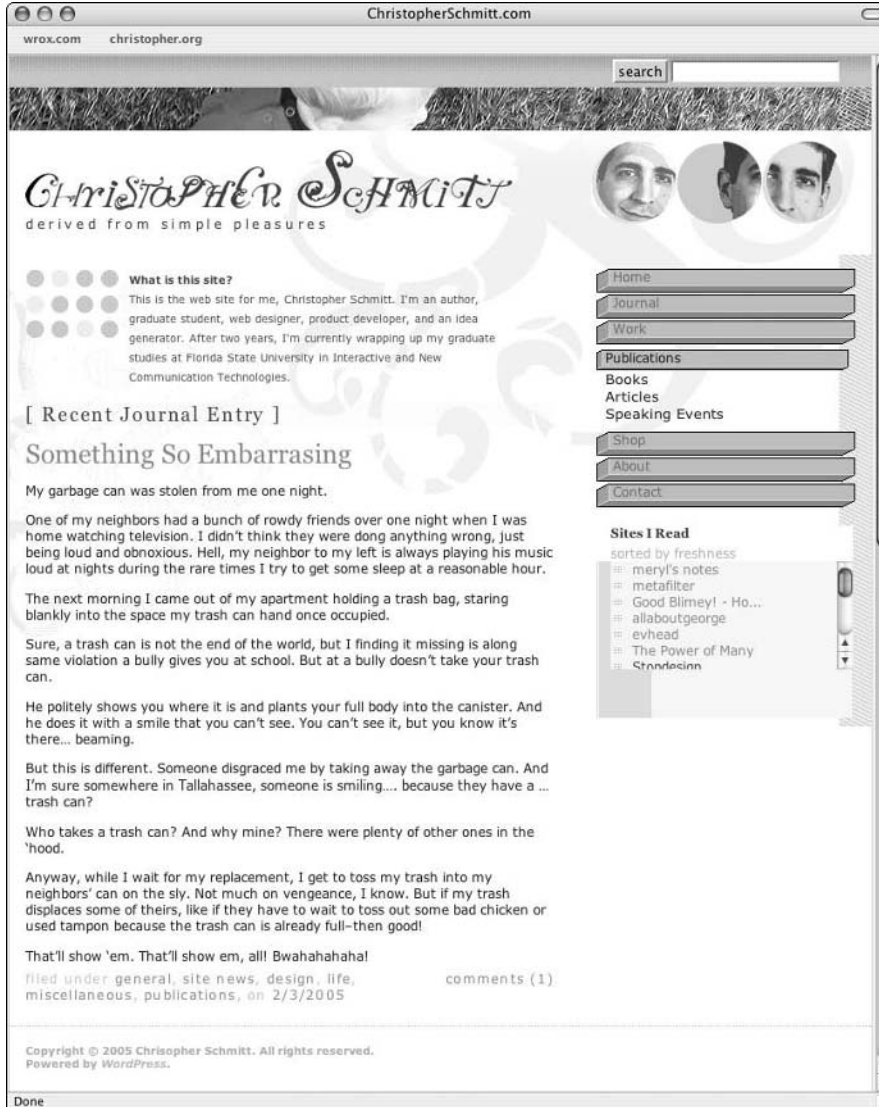 ChristopherSchmitt.com
wrox.com christopher.org
search
CHriSToPHER ScHMiTT
derived from simple pleasures
What is this site?
This is the web site for me, Christopher Schmitt. I'm an author,
graduate student, web designer, product developer, and an idea
generator. After two years, I'm currently wrapping up my graduate
studies at Florida State University in Interactive and New
Communication Technologies.
[ Recent Journal Entry ]
Something So Embarrasing
My garbage can was stolen from me one night.
One of my neighbors had a bunch of rowdy friends over one night when I was
home watching television. I didn't think they were dong anything wrong, just
being loud and obnoxious. Hell, my neighbor to my left is always playing his music
loud at nights during the rare times I try to get some sleep at a reasonable hour.
The next morning I came out of my apartment holding a trash bag, staring
blankly into the space my trash can hand once occupied.
Sure, a trash can is not the end of the world, but I finding it missing is along
same violation a bully gives you at school. But at a bully doesn't take your trash
can.
He politely shows you where it is and plants your full body into the canister. And
he does it with a smile that you can't see. You can't see it, but you know it's
there… beaming.
But this is different. Someone disgraced me by taking away the garbage can. And
I'm sure somewhere in Tallahassee, someone is smiling…. because they have a …
trash can?
Who takes a trash can? And why mine? There were plenty of other ones in the
‘hood.
Anyway, while I wait for my replacement, I get to toss my trash into my
neighbors’ can on the sly. Not much on vengeance, I know. But if my trash
displaces some of theirs, like if they have to wait to toss out some bad chicken or
used tampon because the trash can is already full–then good!
That’ll show ‘em. That’ll show em, all! Bwahahahaha!
filed under general, site news, design, life,
miscellaneous, publications, on 2/3/2005
comments (1)
Home
Journal
Work
Publications
Books
Articles
Speaking Events
Shop
About
Contact
Sites I Read
sorted by freshness
meryl's notes
metafilter
Good Blimey! - Ho...
allaboutgeorge
evhead
The Power of Many
Stopdesign
Copyright © 2005 Chrisopher Schmitt. All rights reserved.
Powered by WordPress.
Done